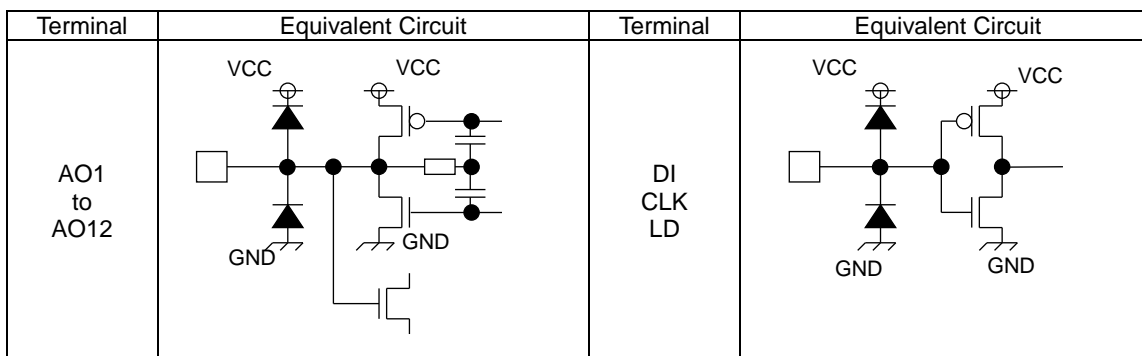 Terminal Equivalent Circuit Terminal Equivalent Circuit
AO1
to
AO12
VCC VCC
GND
GND
DI
CLK
LD
VCC VCC
GND GND